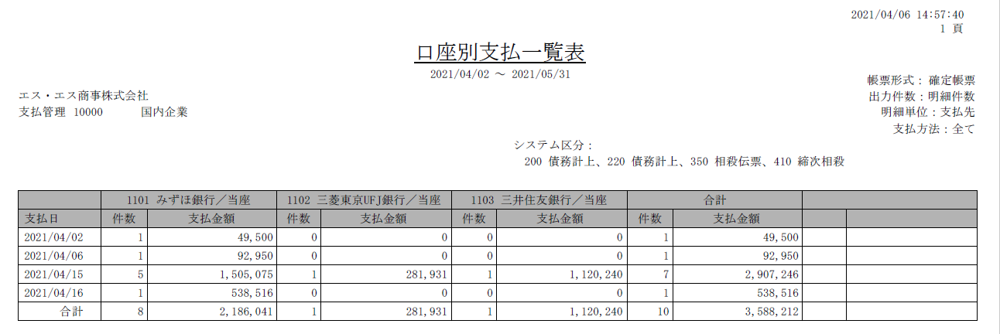 2021/04/06 14:57:40
1 頁
口座別支払一覧表
2021/04/02 ～ 2021/05/31
帳票形式：確定帳票
エス・エス商事株式会社
出力件数：明細件数
支払管理 10000 国内企業
明細単位：支払先
支払方法：全て
システム区分：
200 債務計上、220 債務計上、350 相殺伝票、410 締次相殺
1101 みずほ銀行／当座 1102 三菱東京UFJ銀行／当座 1103 三井住友銀行／当座 合計
支払日 件数 支払金額 件数 支払金額 件数 支払金額 件数 支払金額
2021/04/02 1 49,500 0 0 0 0 1 49,500
2021/04/06 1 92,950 0 0 0 0 1 92,950
2021/04/15 5 1,505,075 1 281,931 1 1,120,240 7 2,907,246
2021/04/16 1 538,516 0 0 0 0 1 538,516
合計 8 2,186,041 1 281,931 1 1,120,240 10 3,588,212